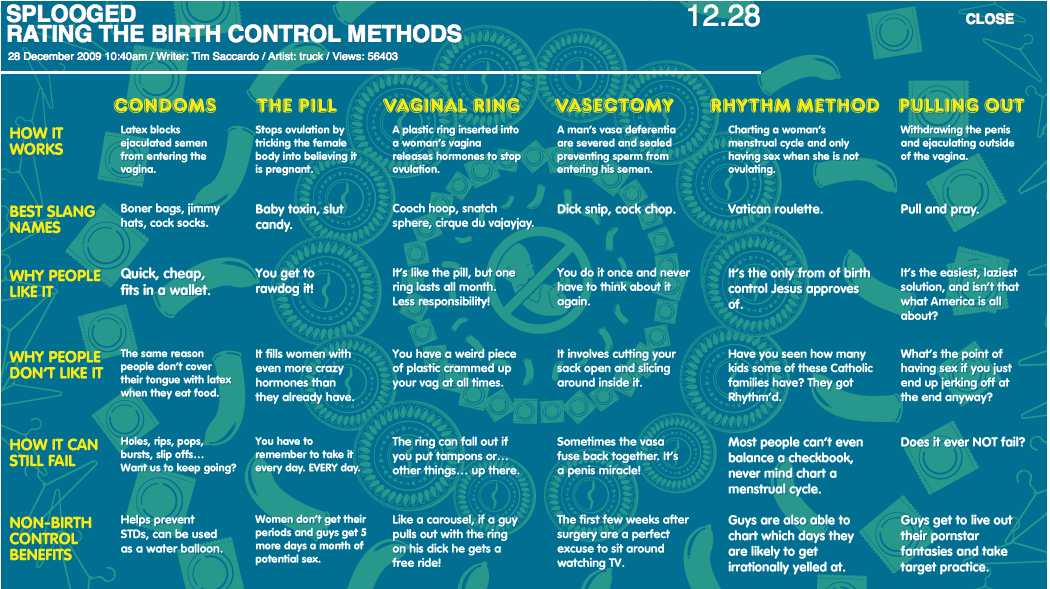 SPLOOGED
RATING THE BIRTH CONTROL METHODS
12.28
CLOSE
28 December 2009 10:40am / Writer: Tim Saccardo / Artist: truck / Views: 56403
CONDOMS
THE PILL
VAGINAL RING
VASECTOMY
RHYTHM METHOD
PULLING OUT
HOW IT
WORKS
Latex blocks
ejaculated semen
from entering the
vagina.
Stops ovulation by
tricking the female
body into believing it
is pregnant.
A plastic ring inserted into
a woman's vagina
releases hormones to stop
ovulation.
A man's vasa deferentia
are severed and sealed
preventing sperm from
entering his semen.
Charting a woman's
menstrual cycle and only
having sex when she is not
ovulating.
Withdrawing the penis
and ejaculating outside
of the vagina.
BEST SLANG
NAMES
Boner bags, jimmy
hats, cock socks.
Baby toxin, slut
candy.
Cooch hoop, snatch
sphere, cirque du vajayjay.
Dick snip, cock chop.
Vatican roulette.
Pull and pray.
WHY PEOPLE
LIKE IT
Quick, cheap,
fits in a wallet.
You get to
rawdog it!
It's like the pill, but one
ring lasts all month.
Less responsibility!
You do it once and never
have to think about it
again.
It's the only from of birth
control Jesus approves
of.
It's the easiest, laziest
solution, and isn't that
what America is all
about?
WHY PEOPLE
DON'T LIKE IT
The same reason
people don't cover
their tongue with latex
when they eat food.
It fills women with
even more crazy
hormones than
they already have.
You have a weird piece
of plastic crammed up
your vag at all times.
It involves cutting your
sack open and slicing
around inside it.
Have you seen how many
kids some of these Catholic
families have? They got
Rhythm'd.
What's the point of
having sex if you just
end up jerking off at
the end anyway?
HOW IT CAN
STILL FAIL
Holes, rips, pops,
bursts, slip offs...
Want us to keep going?
You have to
remember to take it
every day. EVERY day.
The ring can fall out if
you put tampons or...
other things... up there.
Sometimes the vasa
fuse back together. It's
a penis miracle!
Most people can't even
balance a checkbook,
never mind chart a
menstrual cycle.
Does it ever NOT fail?
NON-BIRTH
CONTROL
BENEFITS
Helps prevent
STDs, can be used
as a water balloon.
Women don't get their
periods and guys get 5
more days a month of
potential sex.
Like a carousel, if a guy
pulls out with the ring
on his dick he gets a
free ride!
The first few weeks after
surgery are a perfect
excuse to sit around
watching TV.
Guys are also able to
chart which days they
are likely to get
irrationally yelled at.
Guys get to live out
their pornstar
fantasies and take
target practice.